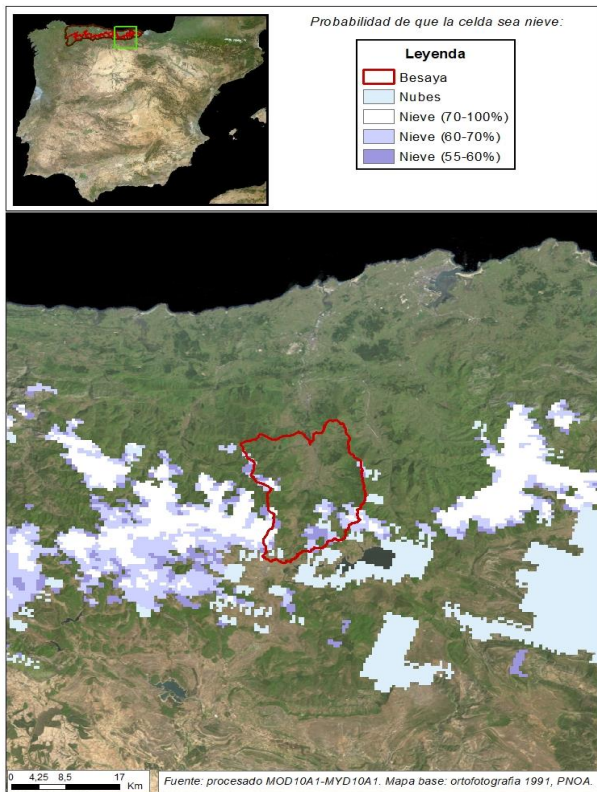 Probabilidad de que la celda sea nieve:
Leyenda
Besaya
Nubes
Nieve (70-100%)
Nieve (60-70%)
Nieve (55-60%)
0 4,25 8,5 17
Km
Fuente: procesado MOD10A1-MYD10A1. Mapa base: ortofotografia 1991, PNOA.